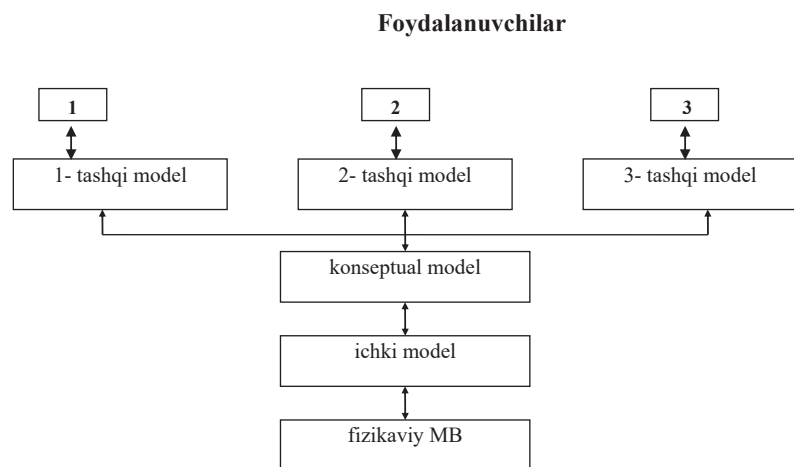 Foydalanuvchilar
1
2
3
1- tashqi model
2- tashqi model
3- tashqi model
konseptual model
ichki model
fizikaviy MB